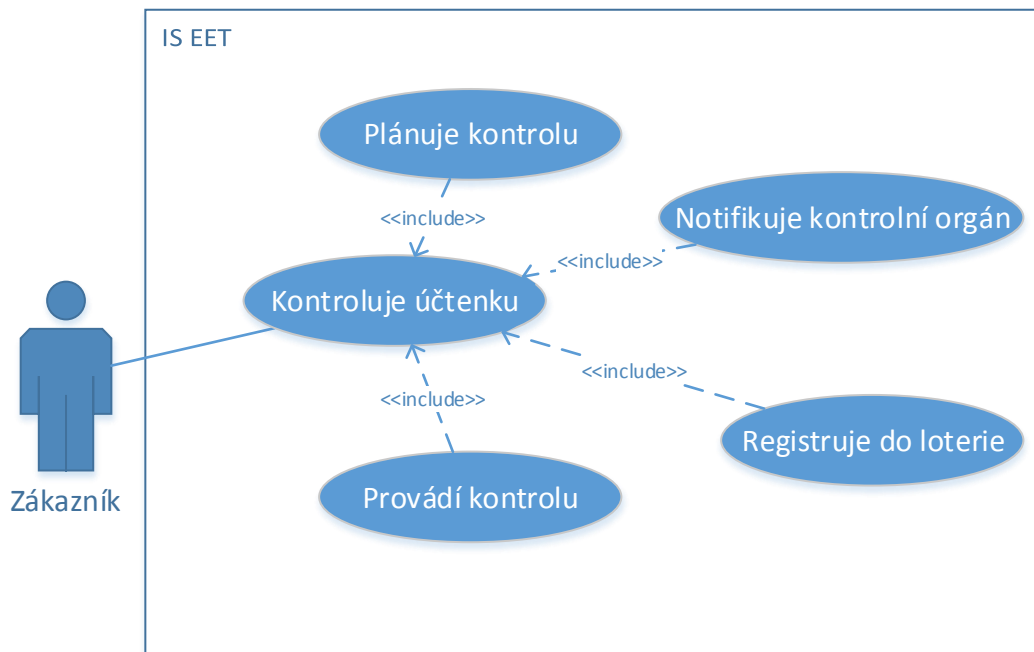 IS EET
Plánuje kontrolu
<<include>>
Notifikuje kontrolní orgán
<<include>>
Kontroluje účtenku
<<include>>
<<include>>
Registruje do loterie
Provádí kontrolu
Zákazník